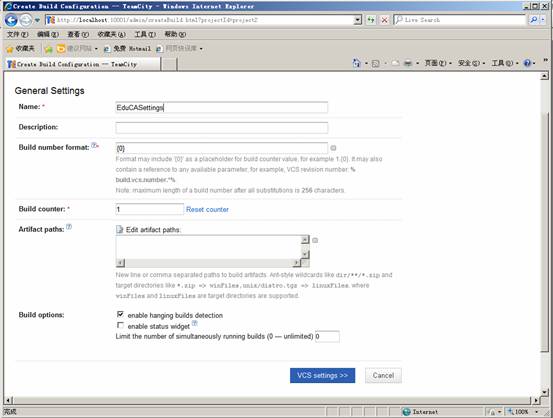 Create Build Configuration -- TeamCity - Windows Internet Explorer
http://localhost:10001/admin/createBuild.html?projectId=project2
Live Search
文件(F) 编辑(E) 查看(V) 收藏夹(A) 工具(T) 帮助(H)
收藏夹 建议网站 免费 Hotmail 网页快讯库
Create Build Configuration -- TeamCity
页面(P) 安全(S) 工具(O)
General Settings
Name: * EduCASettings
Description:
Build number format: ?* {0}
Format may include '{0}' as a placeholder for build counter value, for example 1.{0}. It may also
contain a reference to any available parameter, for example, VCS revision number: %
build.vcs.number.*%.
Note: maximum length of a build number after all substitutions is 256 characters.
Build counter: * 1 Reset counter
Artifact paths: ? Edit artifact paths:
New line or comma separated paths to build artifacts. Ant-style wildcards like dir/**/*.zip and
target directories like *.zip => winFiles,unix/distro.tgz => linuxFiles, where
winFiles and linuxFiles are target directories are supported.
Build options: enable hanging builds detection
enable status widget ?
Limit the number of simultaneously running builds (0 — unlimited) 0
VCS settings >> Cancel
完成 Internet 100%